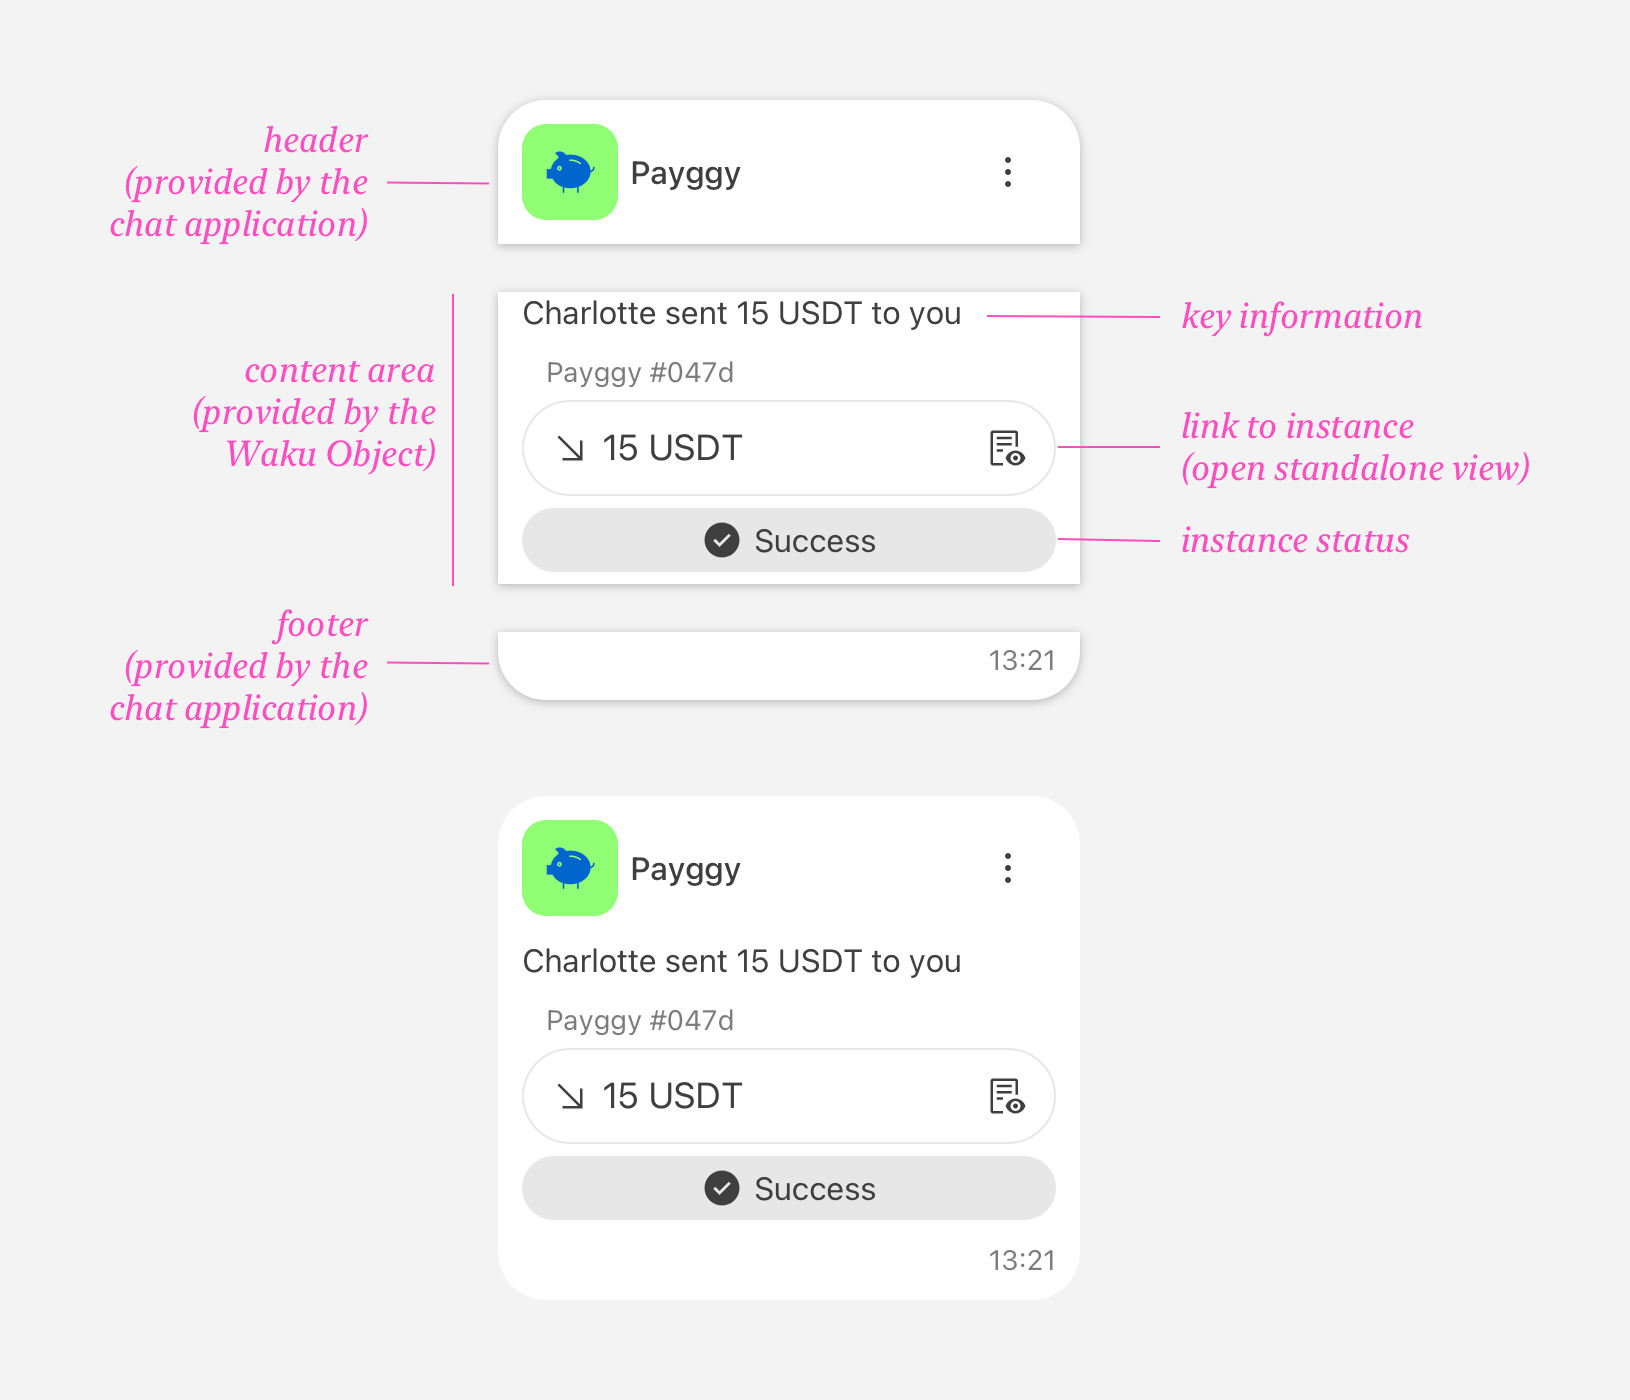 header
(provided by the
chat application)
Payggy
content area
(provided by the
Waku Object)
Charlotte sent 15 USDT to you
key information
Payggy #047d
15 USDT
link to instance
(open standalone view)
Success
instance status
footer
(provided by the
chat application)
13:21
Payggy
Charlotte sent 15 USDT to you
Payggy #047d
15 USDT
Success
13:21